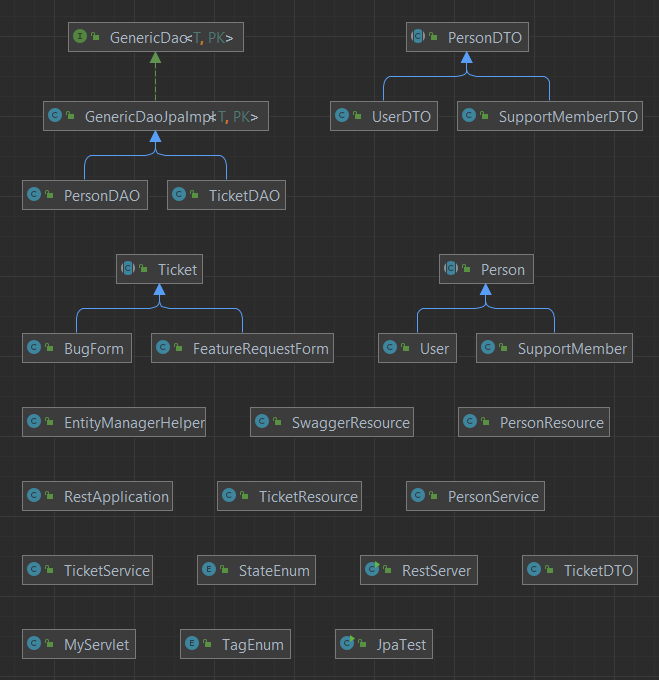 I GenericDao<T, PK>
C PersonDTO
C GenericDaoJpaImpl<T, PK>
C UserDTO
C SupportMemberDTO
C PersonDAO
C TicketDAO
C Ticket
C Person
C BugForm
C FeatureRequestForm
C User
C SupportMember
C EntityManagerHelper
C SwaggerResource
C PersonResource
C RestApplication
C TicketResource
C PersonService
C TicketService
E StateEnum
C RestServer
C TicketDTO
C MyServlet
E TagEnum
C JpaTest